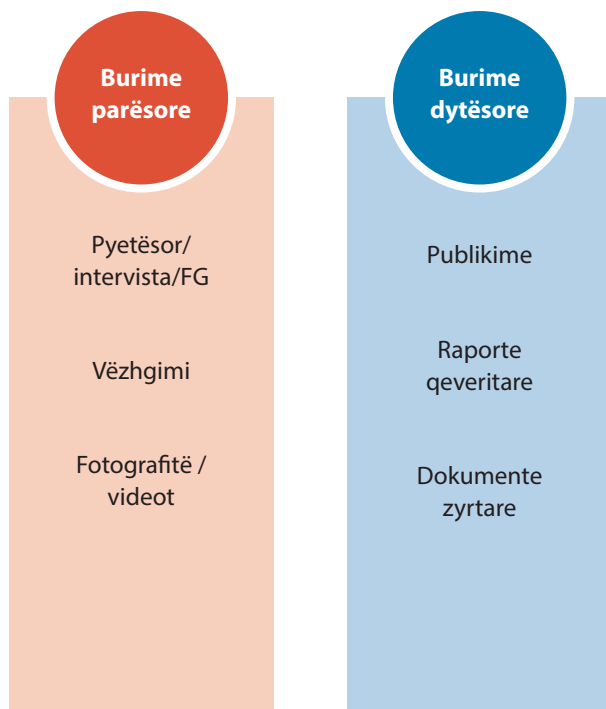 Burime
parësore
Pyetësor/
intervista/FG
Vëzhgimi
Fotografitë /
videot
Burime
dytësore
Publikime
Raporte
qeveritare
Dokumente
zyrtare